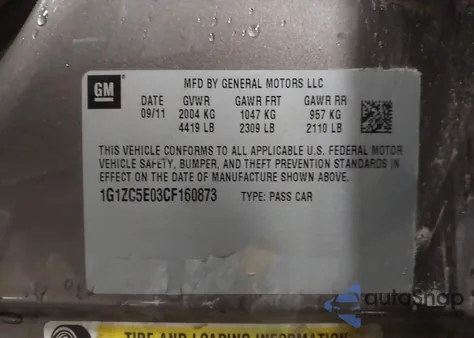 GM
MFD BY GENERAL MOTORS LLC
DATE GVWR GAWR FRT GAWR RR
09/11 2004 KG 1047 KG 957 KG
4419 LB 2309 LB 2110 LB
THIS VEHICLE CONFORMS TO ALL APPLICABLE U.S. FEDERAL MOTOR
VEHICLE SAFETY, BUMPER, AND THEFT PREVENTION STANDARDS IN
EFFECT ON THE DATE OF MANUFACTURE SHOWN ABOVE.
1G1ZC5E03CF160873 TYPE: PASS CAR
autoSnap
TIRE AND LOADING INFORMATION